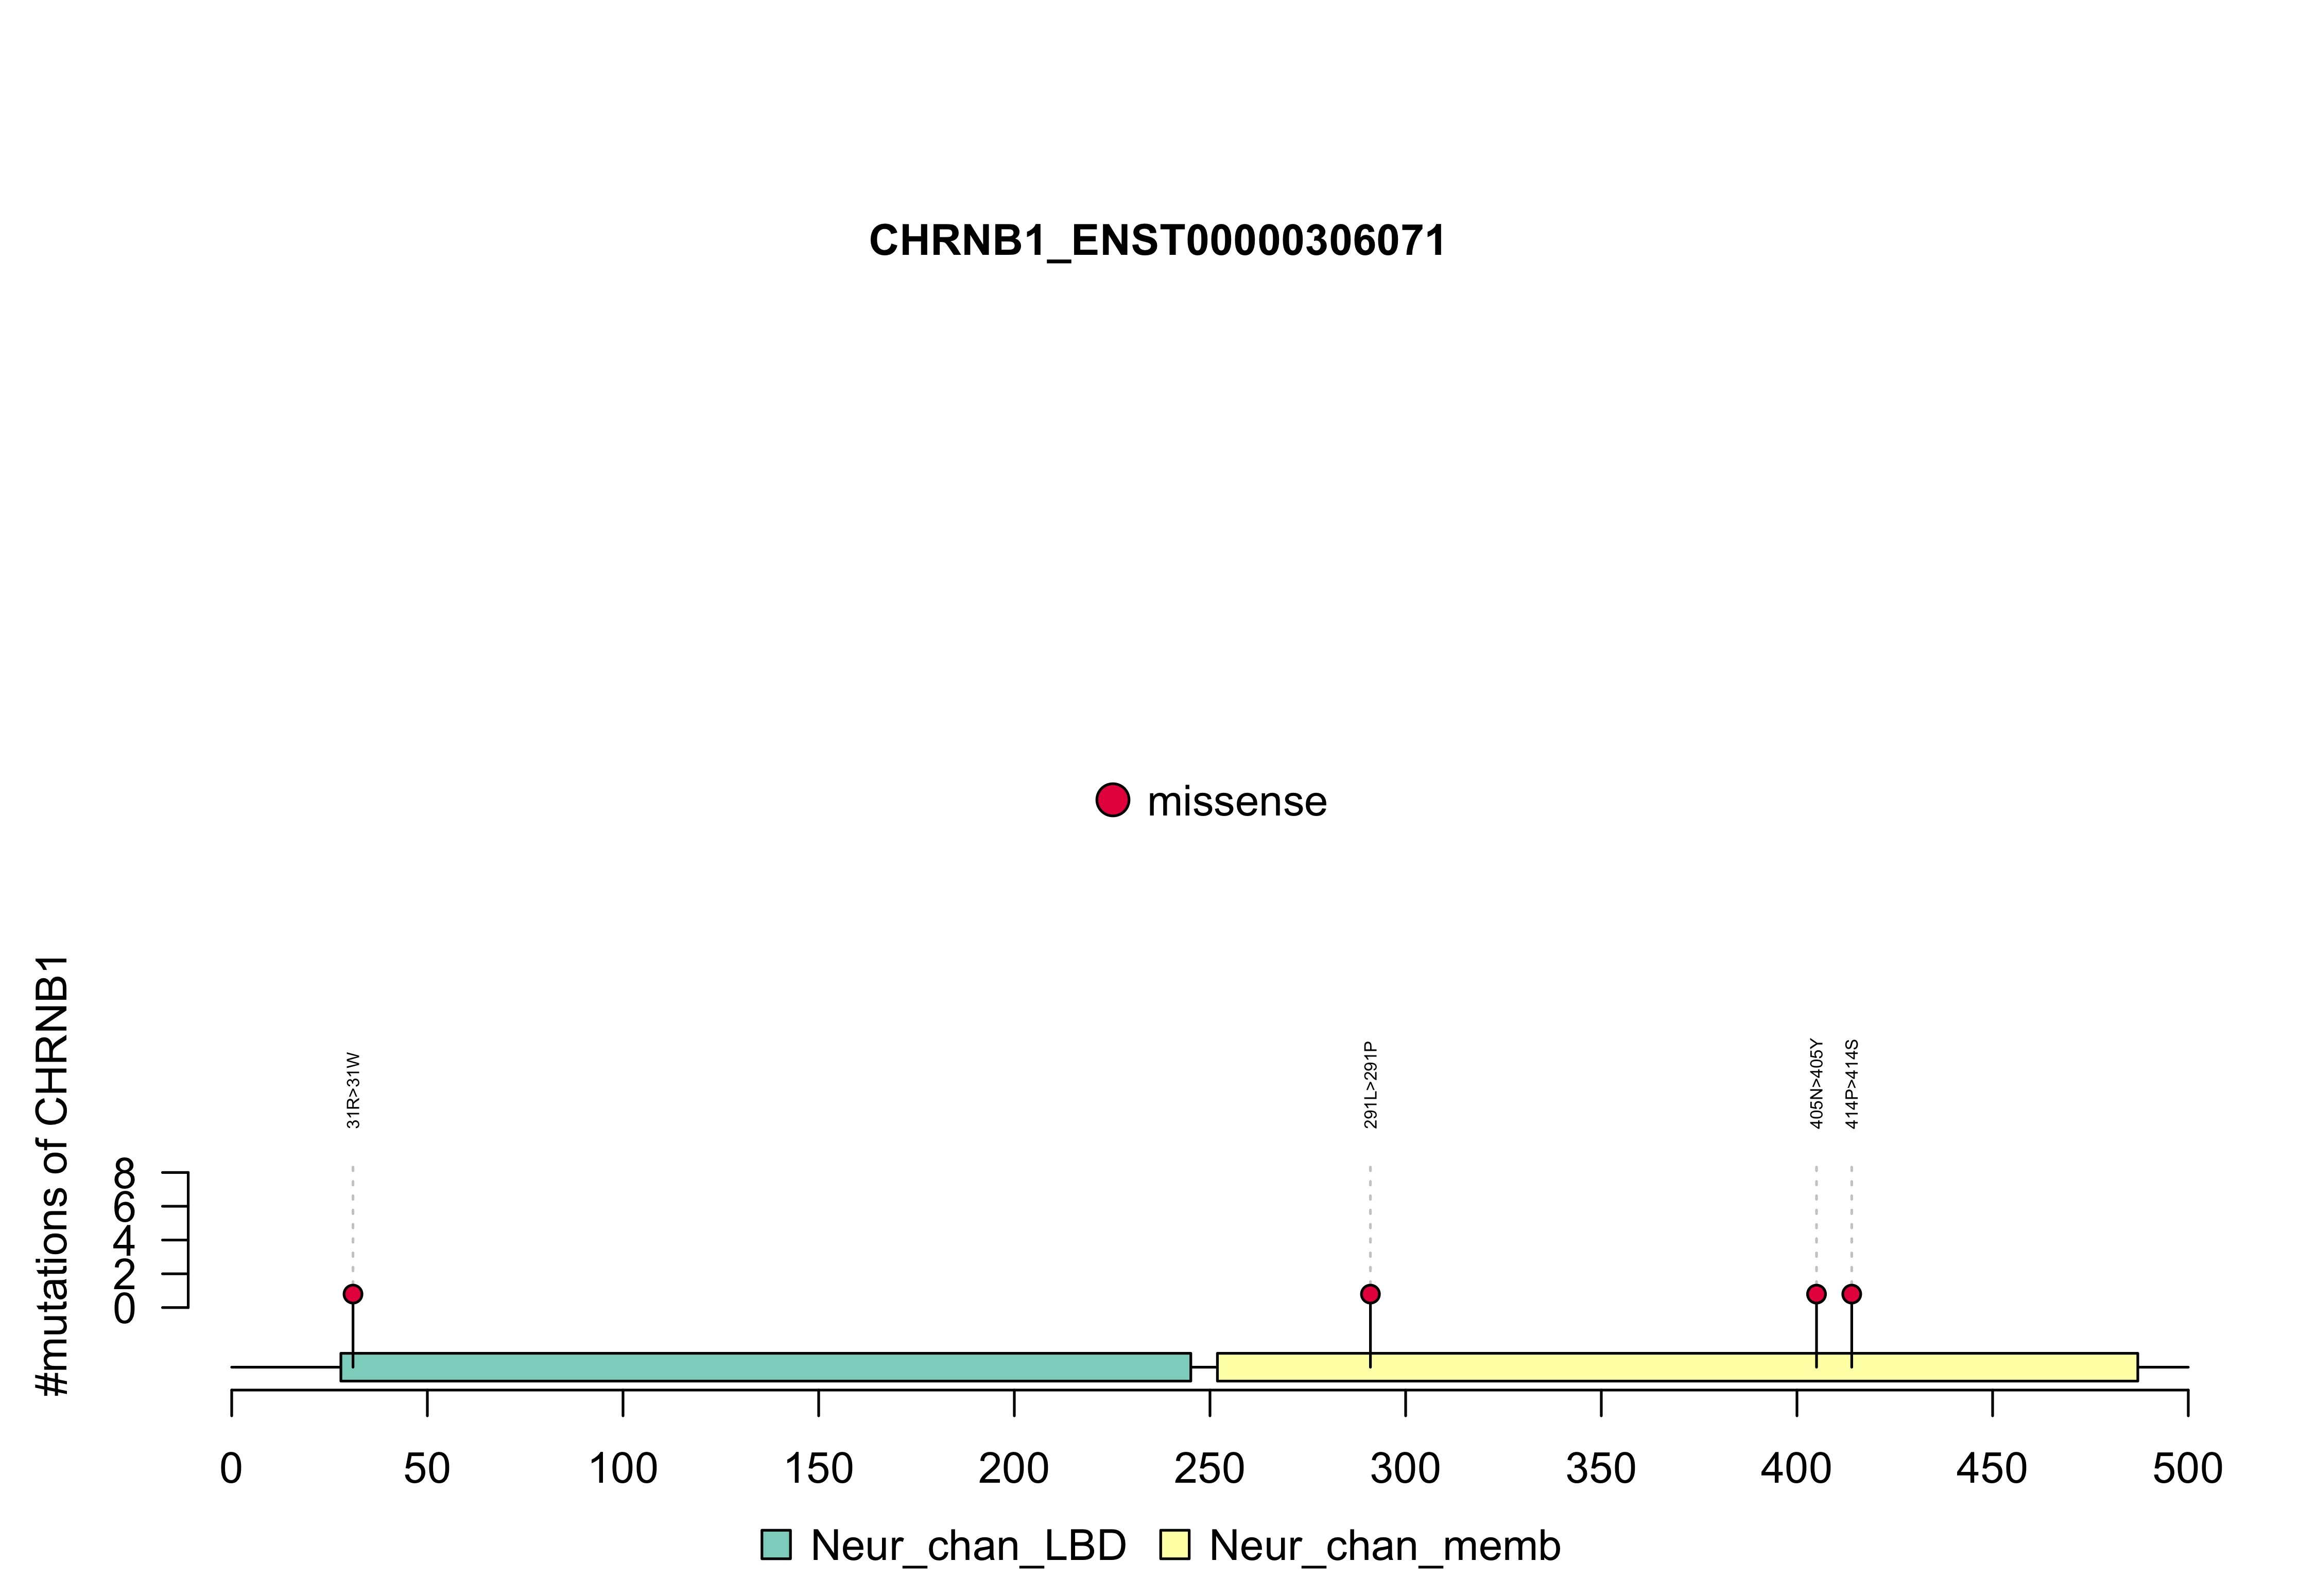 CHRNB1_ENST00000306071
missense
#mutations of CHRNB1
31R>31W
291L>291P
405N>405Y
414P>414S
8
6
4
2
0
0 50 100 150 200 250 300 350 400 450 500
Neur_chan_LBD Neur_chan_memb